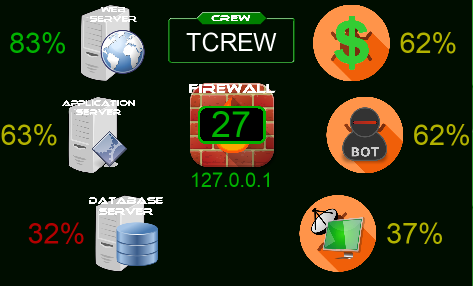 WEB
SERVER
83%
CREW
TCREW
$
62%
APPLICATION
SERVER
63%
FIREWALL
27
127.0.0.1
BOT
62%
DATABASE
SERVER
32%
37%